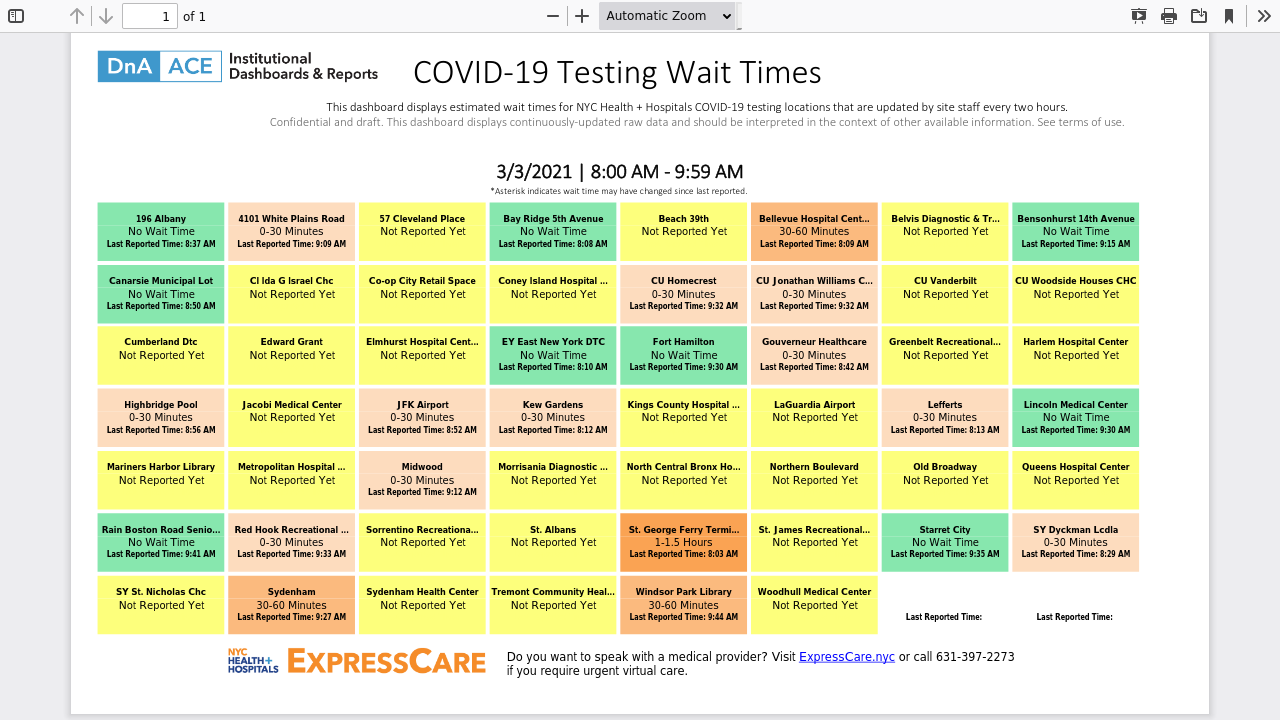 1 of 1
Automatic Zoom
DnA ACE Institutional
Dashboards & Reports
COVID-19 Testing Wait Times
This dashboard displays estimated wait times for NYC Health + Hospitals COVID-19 testing locations that are updated by site staff every two hours.
Confidential and draft. This dashboard displays continuously-updated raw data and should be interpreted in the context of other available information. See terms of use.
3/3/2021 | 8:00 AM - 9:59 AM
*Asterisk indicates wait time may have changed since last reported.
196 Albany
No Wait Time
Last Reported Time: 8:37 AM
4101 White Plains Road
0-30 Minutes
Last Reported Time: 9:09 AM
57 Cleveland Place
Not Reported Yet
Bay Ridge 5th Avenue
No Wait Time
Last Reported Time: 8:08 AM
Beach 39th
Not Reported Yet
Bellevue Hospital Cent...
30-60 Minutes
Last Reported Time: 8:09 AM
Belvis Diagnostic & Tr...
Not Reported Yet
Bensonhurst 14th Avenue
No Wait Time
Last Reported Time: 9:15 AM
Canarsie Municipal Lot
No Wait Time
Last Reported Time: 8:50 AM
CI Ida G Israel Chc
Not Reported Yet
Co-op City Retail Space
Not Reported Yet
Coney Island Hospital ...
Not Reported Yet
CU Homecrest
0-30 Minutes
Last Reported Time: 9:32 AM
CU Jonathan Williams C...
0-30 Minutes
Last Reported Time: 9:32 AM
CU Vanderbilt
Not Reported Yet
CU Woodside Houses CHC
Not Reported Yet
Cumberland Dtc
Not Reported Yet
Edward Grant
Not Reported Yet
Elmhurst Hospital Cent...
Not Reported Yet
EY East New York DTC
No Wait Time
Last Reported Time: 8:10 AM
Fort Hamilton
No Wait Time
Last Reported Time: 9:30 AM
Gouverneur Healthcare
0-30 Minutes
Last Reported Time: 8:42 AM
Greenbelt Recreational...
Not Reported Yet
Harlem Hospital Center
Not Reported Yet
Highbridge Pool
0-30 Minutes
Last Reported Time: 8:56 AM
Jacobi Medical Center
Not Reported Yet
JFK Airport
0-30 Minutes
Last Reported Time: 8:52 AM
Kew Gardens
0-30 Minutes
Last Reported Time: 8:12 AM
Kings County Hospital ...
Not Reported Yet
LaGuardia Airport
Not Reported Yet
Lefferts
0-30 Minutes
Last Reported Time: 8:13 AM
Lincoln Medical Center
No Wait Time
Last Reported Time: 9:30 AM
Mariners Harbor Library
Not Reported Yet
Metropolitan Hospital ...
Not Reported Yet
Midwood
0-30 Minutes
Last Reported Time: 9:12 AM
Morrisania Diagnostic ...
Not Reported Yet
North Central Bronx Ho...
Not Reported Yet
Northern Boulevard
Not Reported Yet
Old Broadway
Not Reported Yet
Queens Hospital Center
Not Reported Yet
Rain Boston Road Senio...
No Wait Time
Last Reported Time: 9:41 AM
Red Hook Recreational ...
0-30 Minutes
Last Reported Time: 9:33 AM
Sorrentino Recreationa...
Not Reported Yet
St. Albans
Not Reported Yet
St. George Ferry Termi...
1-1.5 Hours
Last Reported Time: 8:03 AM
St. James Recreational...
Not Reported Yet
Starret City
No Wait Time
Last Reported Time: 9:35 AM
SY Dyckman Lcdla
0-30 Minutes
Last Reported Time: 8:29 AM
SY St. Nicholas Chc
Not Reported Yet
Sydenham
30-60 Minutes
Last Reported Time: 9:27 AM
Sydenham Health Center
Not Reported Yet
Tremont Community Heal...
Not Reported Yet
Windsor Park Library
30-60 Minutes
Last Reported Time: 9:44 AM
Woodhull Medical Center
Not Reported Yet
Last Reported Time:
Last Reported Time:
NYC
HEALTH+
HOSPITALS
EXPRESSCARE
Do you want to speak with a medical provider? Visit ExpressCare.nyc or call 631-397-2273
if you require urgent virtual care.